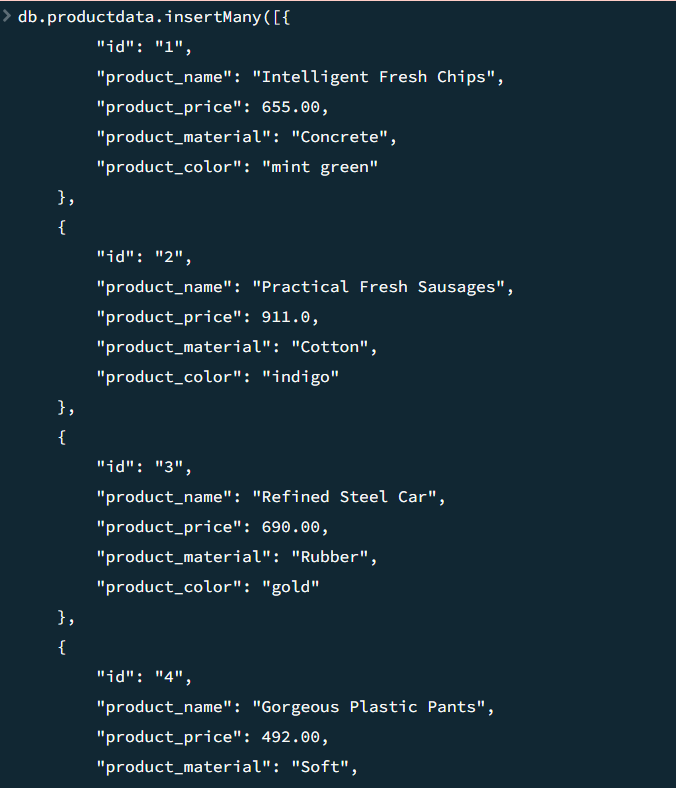 > db.productdata.insertMany([{
"id": "1",
"product_name": "Intelligent Fresh Chips",
"product_price": 655.00,
"product_material": "Concrete",
"product_color": "mint green"
},
{
"id": "2",
"product_name": "Practical Fresh Sausages",
"product_price": 911.0,
"product_material": "Cotton",
"product_color": "indigo"
},
{
"id": "3",
"product_name": "Refined Steel Car",
"product_price": 690.00,
"product_material": "Rubber",
"product_color": "gold"
},
{
"id": "4",
"product_name": "Gorgeous Plastic Pants",
"product_price": 492.00,
"product_material": "Soft",